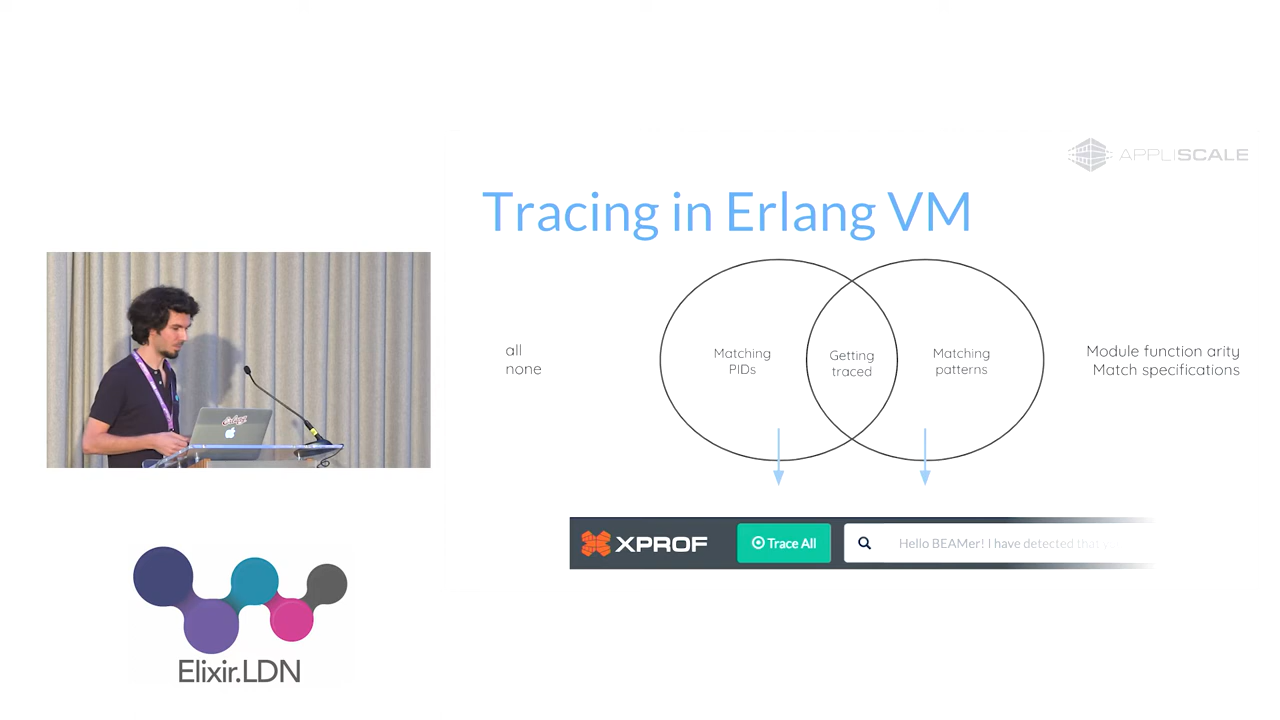 APPLISCALE
Tracing in Erlang VM
all
none
Matching
PIDs
Getting
traced
Matching
patterns
Module function arity
Match specifications
XPROF
Trace All
Hello BEAMer! I have detected that
Elixir.LDN